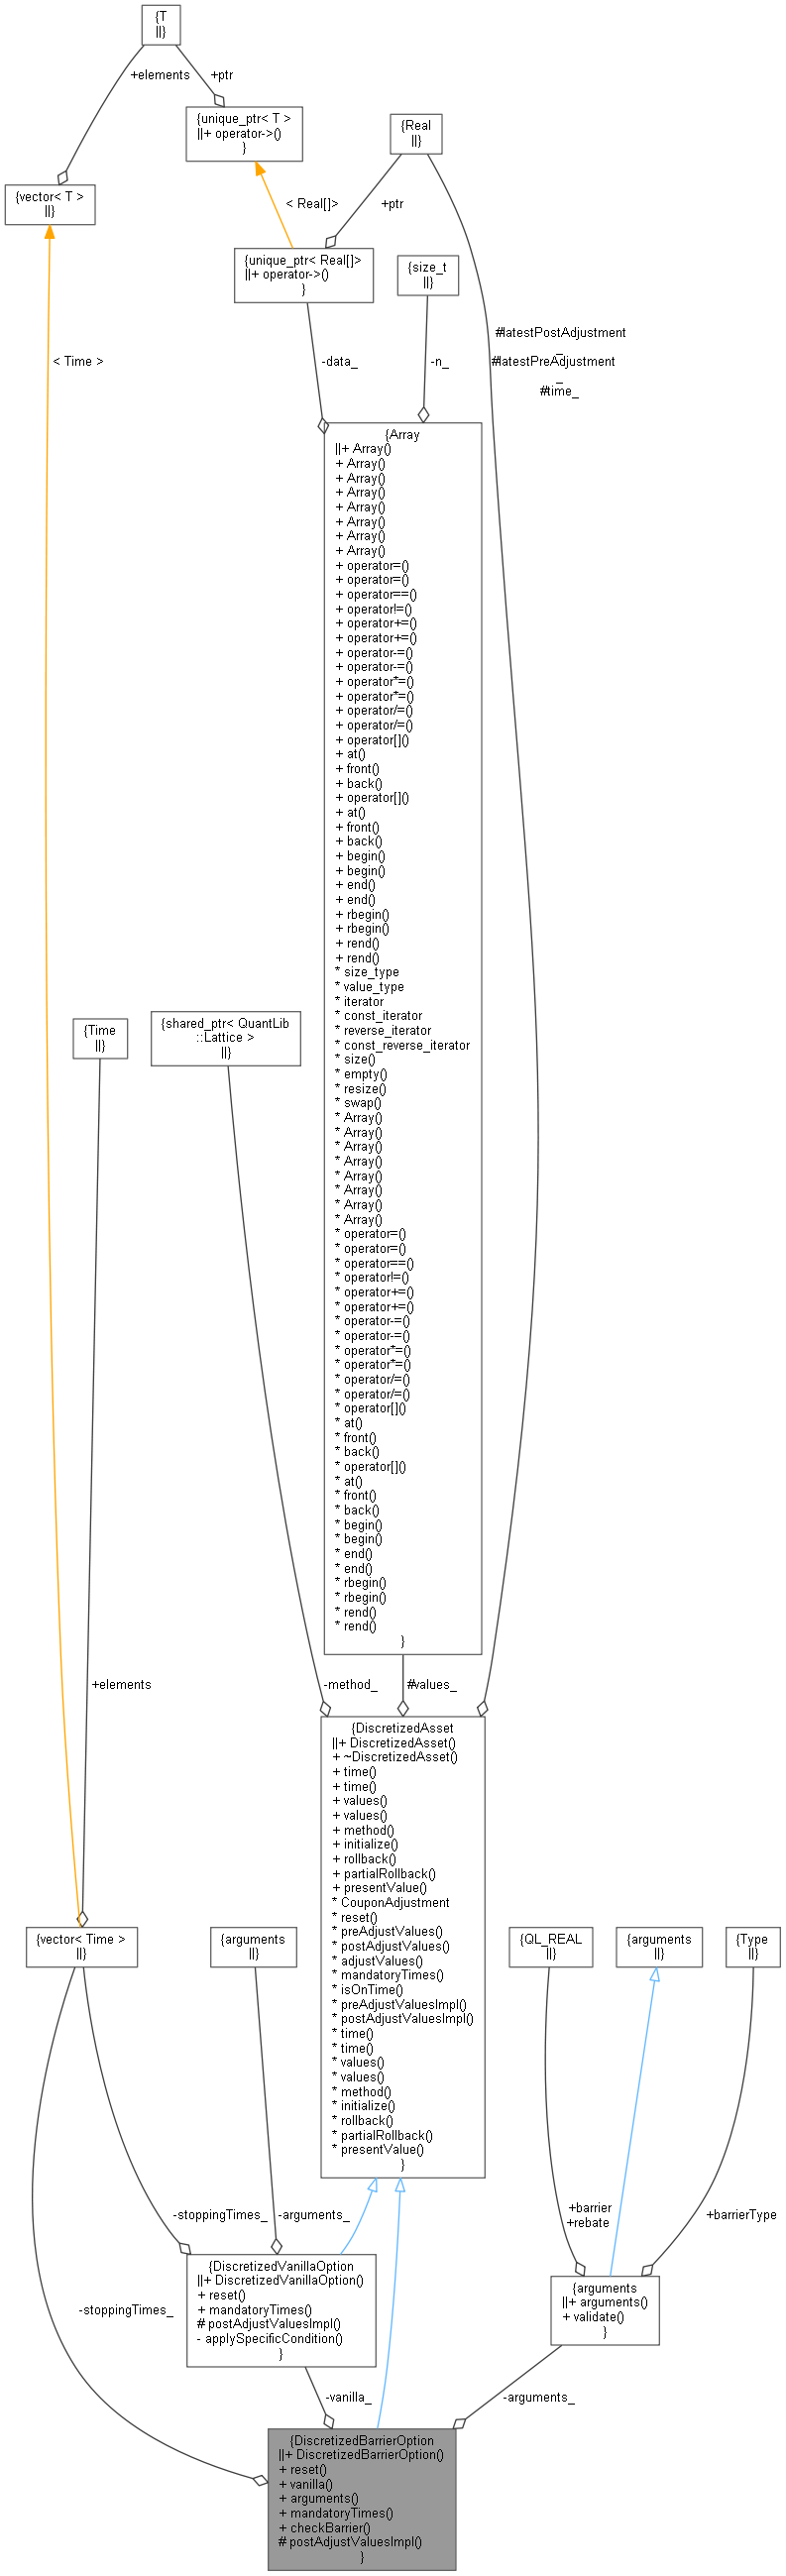 {T
||}
+elements
+ptr
{unique_ptr< T >
||+ operator->()
}
{Real
||}
{vector< T >
||}
< Real[]>
+ptr
{unique_ptr< Real[]>
||+ operator->()
}
{size_t
||}
#latestPostAdjustment
_
#latestPreAdjustment
_
#time_
< Time >
-data_
-n_
{Array
||+ Array()
+ Array()
+ Array()
+ Array()
+ Array()
+ Array()
+ Array()
+ Array()
+ operator=()
+ operator=()
+ operator==()
+ operator!=()
+ operator+=()
+ operator+=()
+ operator-=()
+ operator-=()
+ operator*=()
+ operator*=()
+ operator/=()
+ operator/=()
+ operator[]()
+ at()
+ front()
+ back()
+ operator[]()
+ at()
+ front()
+ back()
+ begin()
+ begin()
+ end()
+ end()
+ rbegin()
+ rbegin()
+ rend()
+ rend()
* size_type
* value_type
* iterator
* const_iterator
* reverse_iterator
* const_reverse_iterator
* size()
* empty()
* resize()
* swap()
* Array()
* Array()
* Array()
* Array()
* Array()
* Array()
* Array()
* Array()
* operator=()
* operator=()
* operator==()
* operator!=()
* operator+=()
* operator+=()
* operator-=()
* operator-=()
* operator*=()
* operator*=()
* operator/=()
* operator/=()
* operator[]()
* at()
* front()
* back()
* operator[]()
* at()
* front()
* back()
* begin()
* begin()
* end()
* end()
* rbegin()
* rbegin()
* rend()
* rend()
}
{Time
||}
{shared_ptr< QuantLib
::Lattice >
||}
+elements
-method_
#values_
{DiscretizedAsset
||+ DiscretizedAsset()
+ ~DiscretizedAsset()
+ time()
+ time()
+ values()
+ values()
+ method()
+ initialize()
+ rollback()
+ partialRollback()
+ presentValue()
* CouponAdjustment
* reset()
* preAdjustValues()
* postAdjustValues()
* adjustValues()
* mandatoryTimes()
* isOnTime()
* preAdjustValuesImpl()
* postAdjustValuesImpl()
* time()
* time()
* values()
* values()
* method()
* initialize()
* rollback()
* partialRollback()
* presentValue()
}
{vector< Time >
||}
{arguments
||}
{QL_REAL
||}
{arguments
||}
{Type
||}
-stoppingTimes_
-arguments_
+barrier
+rebate
+barrierType
{DiscretizedVanillaOption
||+ DiscretizedVanillaOption()
+ reset()
+ mandatoryTimes()
# postAdjustValuesImpl()
- applySpecificCondition()
}
{arguments
||+ arguments()
+ validate()
}
-stoppingTimes_
-vanilla_
-arguments_
{DiscretizedBarrierOption
||+ DiscretizedBarrierOption()
+ reset()
+ vanilla()
+ arguments()
+ mandatoryTimes()
+ checkBarrier()
# postAdjustValuesImpl()
}